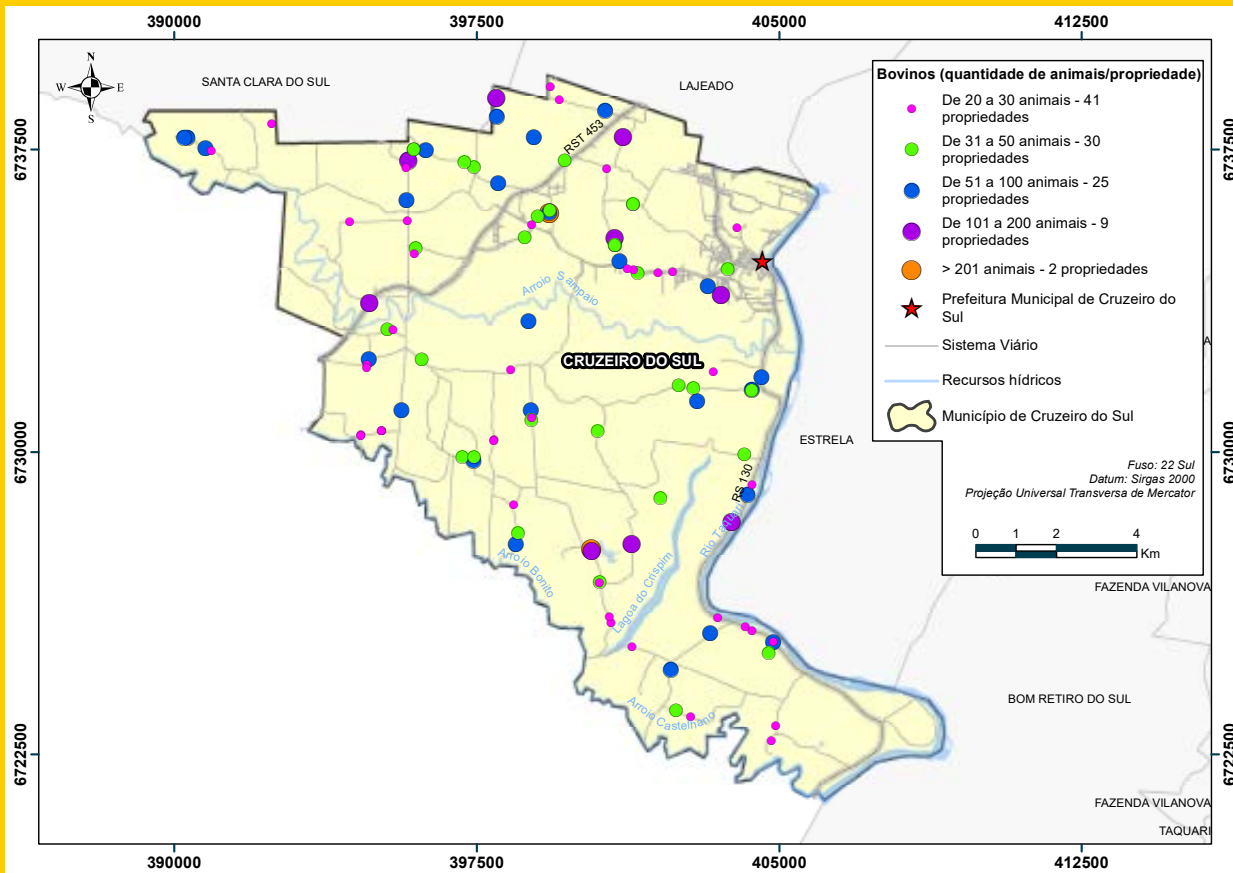 390000
397500
405000
412500
N
W
E
S
SANTA CLARA DO SUL
LAJEADO
Bovinos (quantidade de animais/propriedade)
De 20 a 30 animais - 41
propriedades
De 31 a 50 animais - 30
propriedades
De 51 a 100 animais - 25
propriedades
De 101 a 200 animais - 9
propriedades
> 201 animais - 2 propriedades
Prefeitura Municipal de Cruzeiro do
Sul
Sistema Viário
Recursos hídricos
Município de Cruzeiro do Sul
Fuso: 22 Sul
Datum: Sirgas 2000
Projeção Universal Transversa de Mercator
0 1 2 4
Km
6737500
6737500
RST 453
Arroio Sampaio
CRUZEIRO DO SUL
A
ESTRELA
6730000
6730000
RS 130
Rio Taquari
Arroio Bonito
Lagoa do Crispim
FAZENDA VILANOVA
Arroio Castelhano
BOM RETIRO DO SUL
6722500
6722500
FAZENDA VILANOVA
TAQUARI
390000
397500
405000
412500